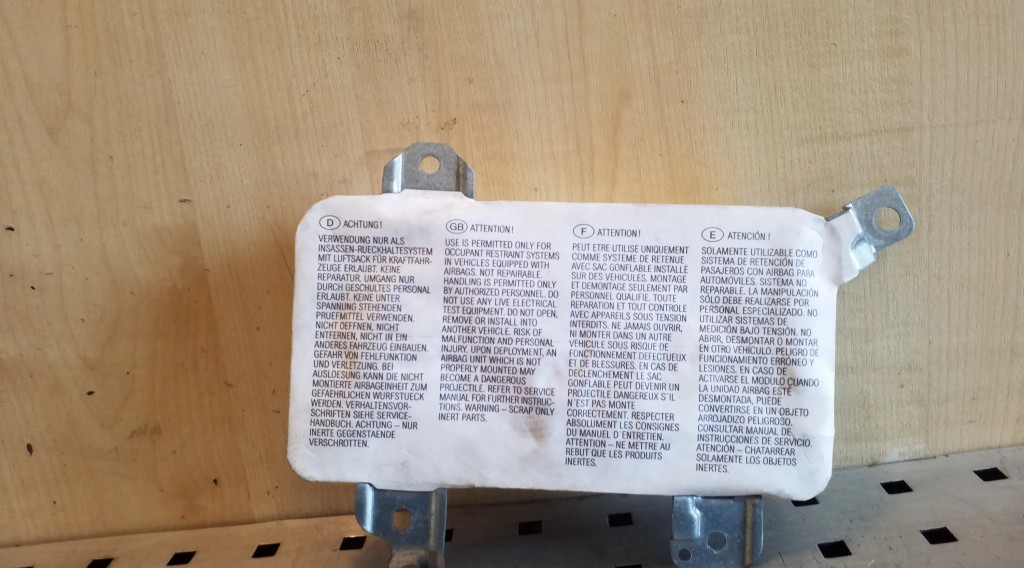 D ACHTUNG!
VERWENDUNG NUR ALS
INSASSEN-RUECKHALTESYSTEM
MIT LUFTSACK FÜR KRAFTFAHR-
ZEUGE ERLAUBT. KEINE
REPARATUR. UMGANG NUR
DURCH GESCHULTES PERSONAL
ERLAUBT. KEINE UNTER
SPANNUNG STEHENDEN
PRUEFMITTEL VERWENDEN.
NICHT OEFFNEN, NICHT
ENTFERNEN, NICHT IN EIN
ANDERES FAHRZEUG EINBAUEN.
GEFAHR VON FEHLFUNKTION
UND VERLETZUNG. BEI
AUSLOESUNG KANN DIE NICHT
MONTIERTE AIRBAGEINHEIT ZUM
GEFAEHRLICHEN WURFSTUECK
WERDEN. VERHALTENSVOR-
SCHRIFTEN SIEHE SERVICE-
HANDBUCH. ACHTUNG – NUR
INERTE GEGENSTAENDE
VERSCHROTTEN.
GB ATTENTION!
USE IS PERMITTED ONLY FOR
OCCUPANT RESTRAINT SYSTEMS
IN VEHICLES EQUIPPED WITH
AIRBAGS. NOT REPAIRABLE.
HANDLING IS PERMITTED ONLY
BY AUTHORIZED PERSONNEL. DO
NOT USE ANY LIVE ELECTRICAL
TEST EQUIPMENT. DO NOT OPEN,
REMOVE OR INSTALL INTO
ANOTHER VEHICLE. RISK OF
MALFUNCTION AND PERSONAL
INJURY. UPON DEPLOYMENT, AN
AIRBAG UNIT WHICH IS NOT
PROPERLY MOUNTED MAY
BECOME A DANGEROUS
PROJECTILE. REFER TO SERVICE
MANUAL FOR FURTHER INSTRUC-
TIONS, WARNING – SCRAP ONLY
INERT PARTS.
F ATTENTION!
PEUT ETRE UTILISE UNIQUEMENT
COMME SYSTEME DE RETENUE
AVEC SAC GONFLABLE INSTALLÉ
SUR DES VÉHICULES. MONTAGE
ET DEMONTAGE SEULEMENT PAR
PERSONNEL QUALIFIE. TOUTE
REPARATION ET TOUT CONTROLE
AVEC APPAREILS SOUS TENSION
INTERDITS. NE JAMAIS OUVRIR,
NI MONTER DANS UN AUTRE
VEHICULE SOUS RISQUE DE
FONCTIONNEMENT DEFECTUEUX
ET DE BLESSURES. EN CAS DE
DECLENCHEMENT LE SAC
GONFLABLE PEUT DEVENIR UN
PROJECTILE DANGEREUX S'IL
N'EST PAS MONTE
CORRECTEMENT. RESPECTER
ABSOLUMENT LES CONSIGNES
DU MANUEL D'ENTRETIEN.
ATTENTION – NE METTRE AU
REBUT QUE LES PRODUITS
INERTES.
E ATENCIÓN!
SOLAMENTE UTILIZABLE COMO
SISTEMA DE RETENCIÓN DE
PASAJEROS CON AIRBAG PARA
AUTOMÓVILES. SISTEMA NO
REPARABLE. LA MANIPULACIÓN
SÓLO DEBE REALIZARSE POR
PERSONAL ESPECIALIZADO. NO
UTILIZAR SISTEMAS DE
MEDICIÓN BAJO TENSIÓN. NO
ABRIR, DESMONTAR O MONTAR
EN OTRO VEHÍCULO. PELIGRO DE
FUNCIONAMIENTO ERRÓNEO Y
LESIONES. EN CASO DE
ACTIVARSE EL MODULO CUANDO
LA UNIDAD AIRBAG ESTÉ
DESMONTADA, PUEDE
CONVERTIRSE EN UN OBJETO
ARROJADIZO PELIGROSO.
CONSULTAR MANUAL DE
INSTRUCCIONES DE SERVICIO.
ATENCIÓN – CHATARREAR
SOLAMENTE LOS OBJETOS
INERTES.